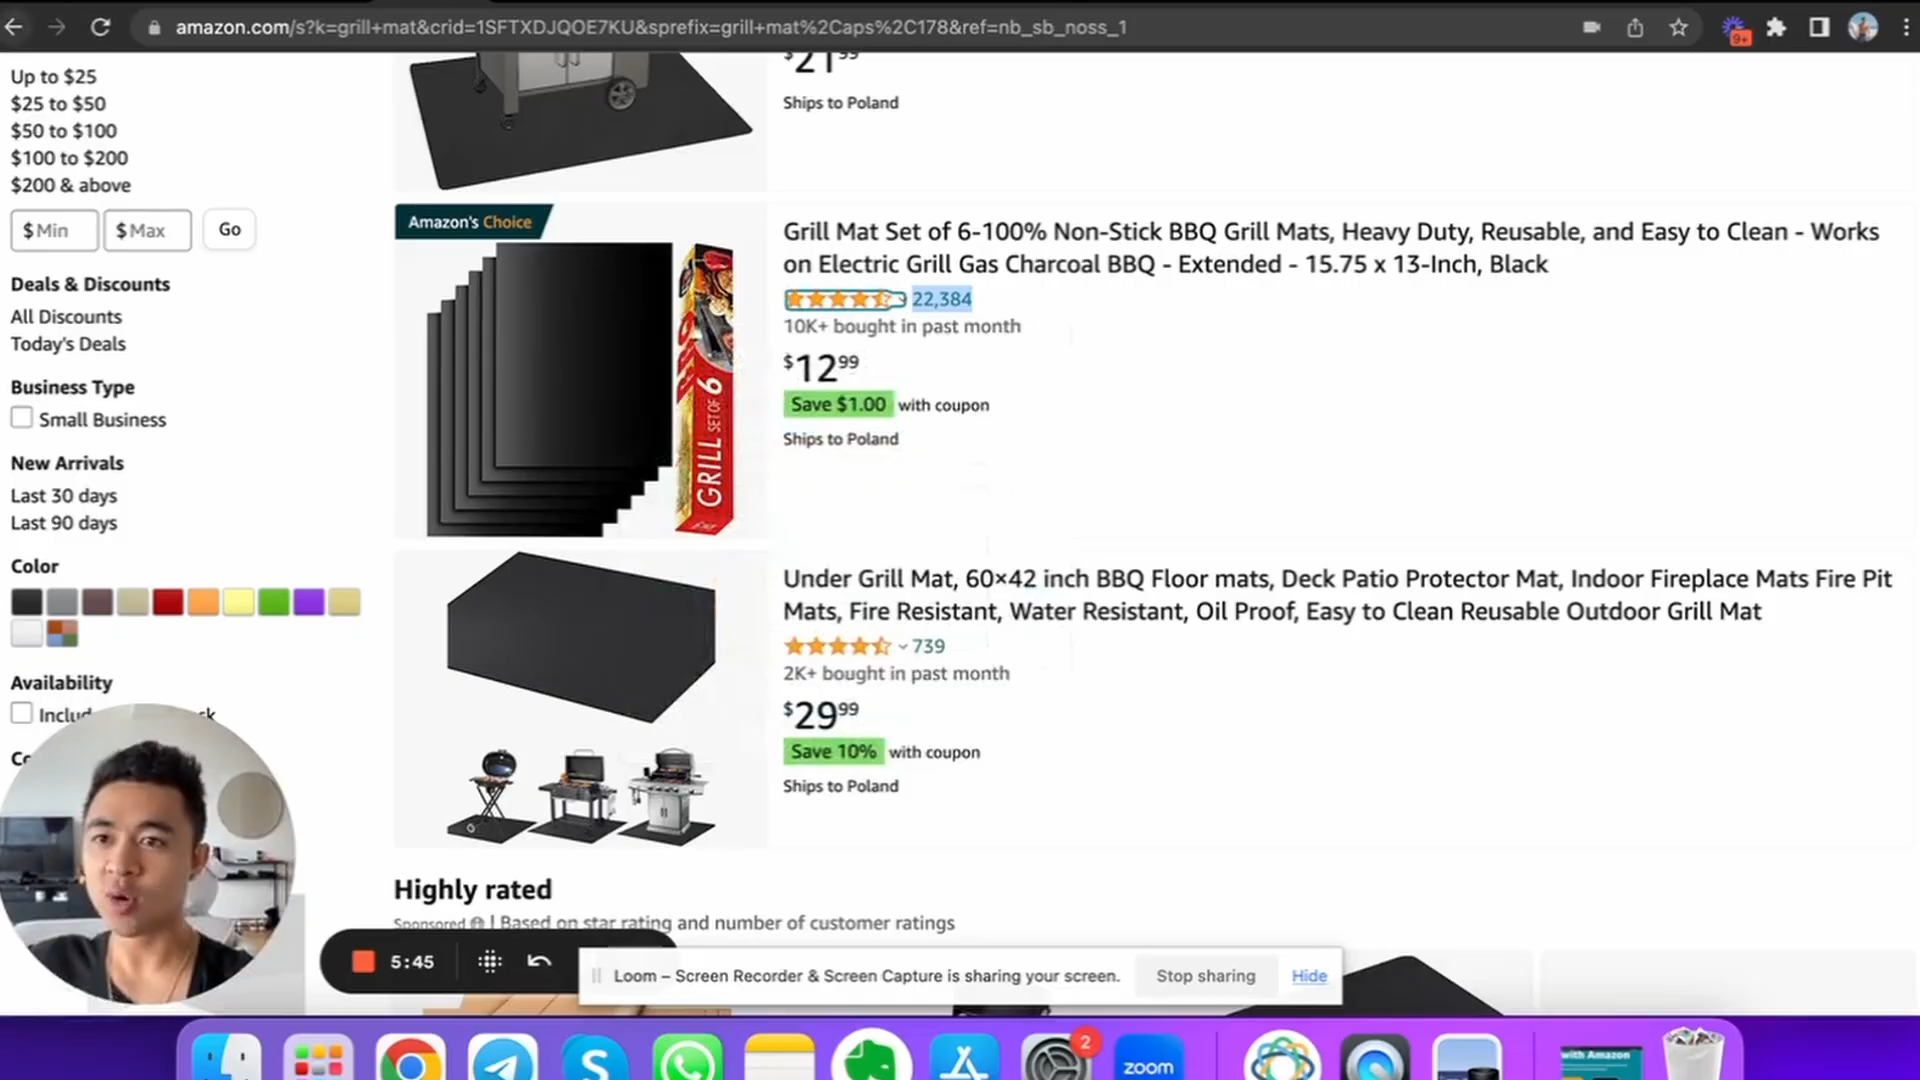 amazon.com/s?k=grill+mat&crid=1SFTXDJQOE7KU&sprefix=grill+mat%2Caps%2C178&ref=nb_sb_noss_1
9+
Up to $25
$25 to $50
$50 to $100
$100 to $200
$200 & above
$ Min
$ Max
Go
Deals & Discounts
All Discounts
Today's Deals
Business Type
Small Business
New Arrivals
Last 30 days
Last 90 days
Color
Availability
$21.99
Ships to Poland
Amazon's Choice
GRILL SET OF 6
Grill Mat Set of 6-100% Non-Stick BBQ Grill Mats, Heavy Duty, Reusable, and Easy to Clean - Works
on Electric Grill Gas Charcoal BBQ - Extended - 15.75 x 13-Inch, Black
22,384
10K+ bought in past month
$12.99
Save $1.00 with coupon
Ships to Poland
Under Grill Mat, 60×42 inch BBQ Floor mats, Deck Patio Protector Mat, Indoor Fireplace Mats Fire Pit
Mats, Fire Resistant, Water Resistant, Oil Proof, Easy to Clean Reusable Outdoor Grill Mat
739
2K+ bought in past month
$29.99
Save 10% with coupon
Ships to Poland
Highly rated
Sponsored | Based on star rating and number of customer ratings
5:45
Loom – Screen Recorder & Screen Capture is sharing your screen.
Stop sharing
Hide
2
zoom
with Amazon